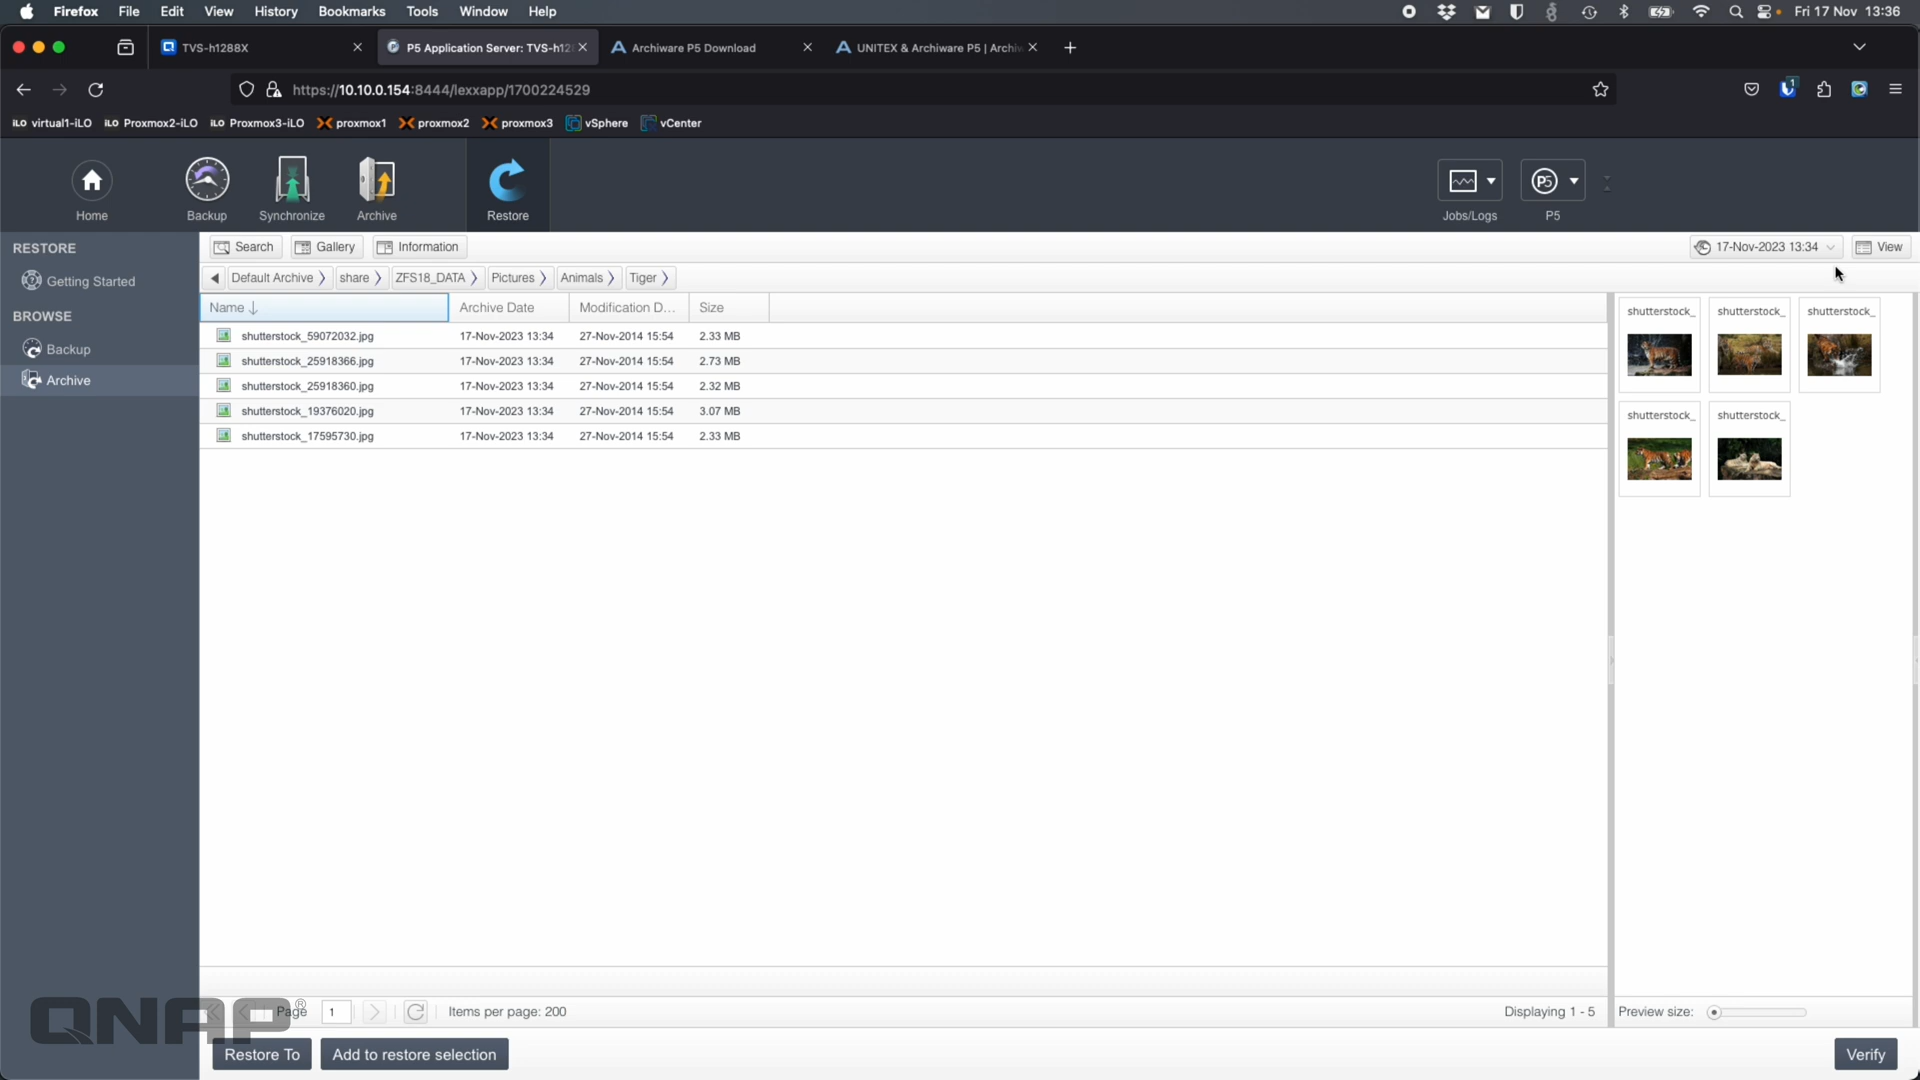 Firefox File Edit View History Bookmarks Tools Window Help Fri 17 Nov 13:36
TVS-h1288X P5 Application Server: TVS-h12 Archiware P5 Download UNITEX & Archiware P5 | Archi
https://10.10.0.154:8444/lexxapp/1700224529 1
iLO virtual1-iLO iLO Proxmox2-iLO iLO Proxmox3-iLO proxmox1 proxmox2 proxmox3 vSphere vCenter
P5
Home Backup Synchronize Archive Restore Jobs/Logs P5
RESTORE Search Gallery Information 17-Nov-2023 13:34 View
Getting Started Default Archive share ZFS18_DATA Pictures Animals Tiger
BROWSE Name Archive Date Modification D... Size shutterstock_ shutterstock_ shutterstock_
shutterstock_59072032.jpg 17-Nov-2023 13:34 27-Nov-2014 15:54 2.33 MB
Backup
shutterstock_25918366.jpg 17-Nov-2023 13:34 27-Nov-2014 15:54 2.73 MB
Archive
shutterstock_25918360.jpg 17-Nov-2023 13:34 27-Nov-2014 15:54 2.32 MB
shutterstock_19376020.jpg 17-Nov-2023 13:34 27-Nov-2014 15:54 3.07 MB shutterstock_ shutterstock_
shutterstock_17595730.jpg 17-Nov-2023 13:34 27-Nov-2014 15:54 2.33 MB
QNAP® Page 1 Items per page: 200 Displaying 1 - 5 Preview size:
Restore To Add to restore selection Verify